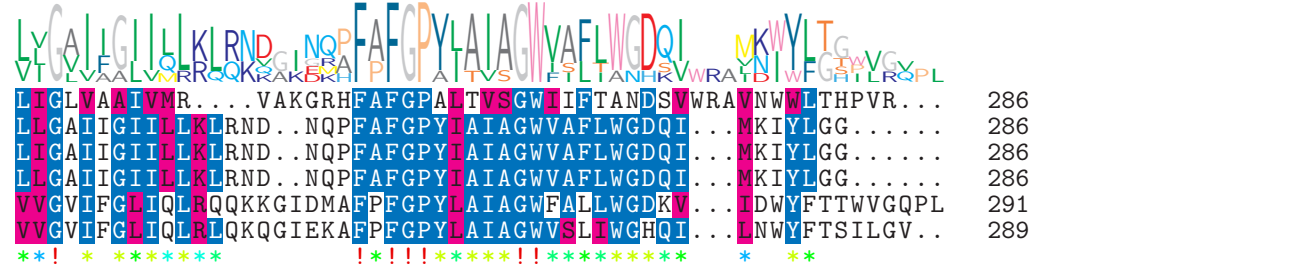 LIGLVAAIVMR....VAKGRHFAFGPALTVSGWIIFTANDSVWRAVNWWLTHPVR... 286
LLGAIIGIILLKLRND..NQPFAFGPYIAIAGWVAFLWGDQI...MKIYLGG...... 286
LIGAIIGIILLKLRND..NQPFAFGPYIAIAGWVAFLWGDQI...MKIYLGG...... 286
LLGAIIGIILLKLRND..NQPFAFGPYIAIAGWVAFLWGDQI...MKIYLGG...... 286
VVGVIFGLIQLRQQKKGIDMAFPFGPYLAIAGWFALLWGDKV...IDWYFTTWVGQPL 291
VVGVIFGLIQLRLQKQGIEKAFPFGPYLAIAGWVSLIWGHQI...LNWYFTSILGV.. 289
**! * ******* !*!!!*****!!********* * **